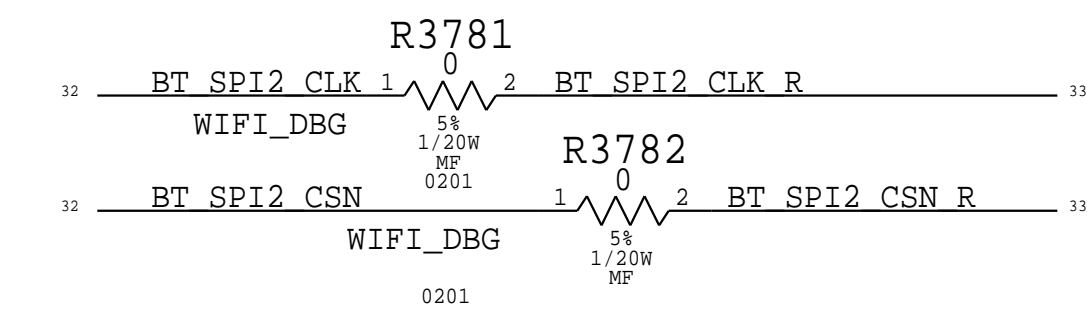 R3781
0
32 BT_SPI2_CLK 1 2 BT_SPI2_CLK_R 33
WIFI_DBG
5%
1/20W
MF
0201
R3782
0
32 BT_SPI2_CSN 1 2 BT_SPI2_CSN_R 33
WIFI_DBG
5%
1/20W
MF
0201